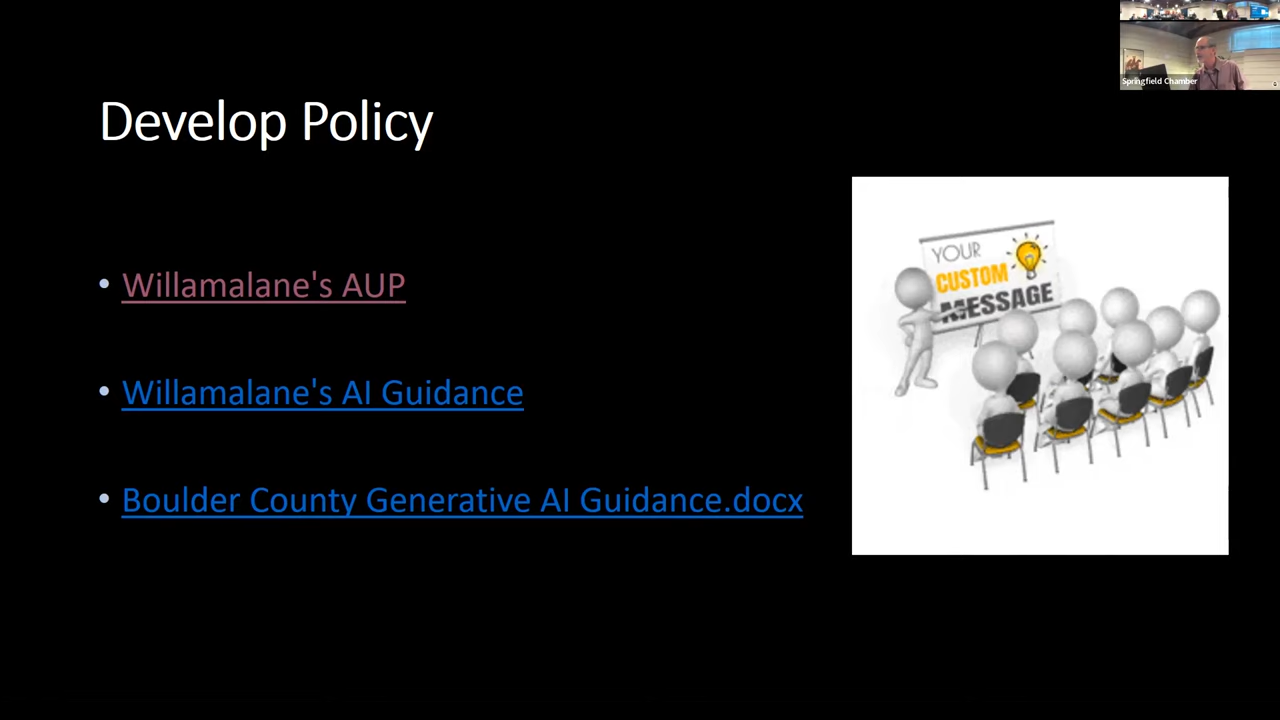 Springfield Chamber
Develop Policy
• Willamalane's AUP
• Willamalane's AI Guidance
• Boulder County Generative AI Guidance.docx
YOUR
CUSTOM
MESSAGE